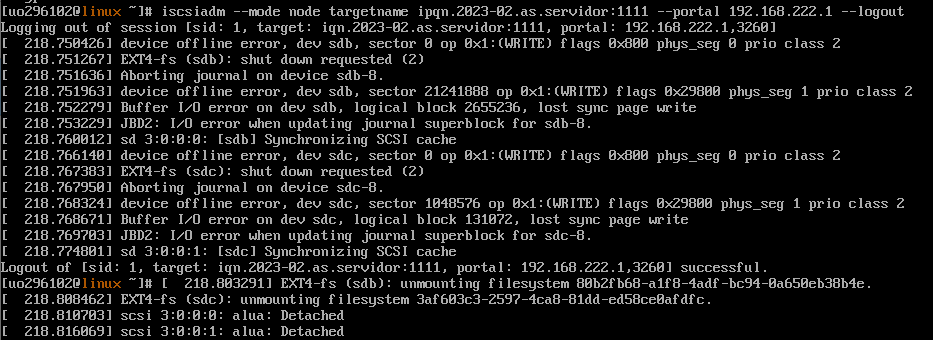 [uo296102@linux ~]# iscsiadm --mode node targetname ipqn.2023-02.as.servidor:1111 --portal 192.168.222.1 --logout
Logging out of session [sid: 1, target: iqn.2023-02.as.servidor:1111, portal: 192.168.222.1,3260]
[  218.750426] device offline error, dev sdb, sector 0 op 0x1:(WRITE) flags 0x800 phys_seg 0 prio class 2
[  218.751267] EXT4-fs (sdb): shut down requested (2)
[  218.751636] Aborting journal on device sdb-8.
[  218.751963] device offline error, dev sdb, sector 21241888 op 0x1:(WRITE) flags 0x29800 phys_seg 1 prio class 2
[  218.752279] Buffer I/O error on dev sdb, logical block 2655236, lost sync page write
[  218.753229] JBD2: I/O error when updating journal superblock for sdb-8.
[  218.760012] sd 3:0:0:0: [sdb] Synchronizing SCSI cache
[  218.766140] device offline error, dev sdc, sector 0 op 0x1:(WRITE) flags 0x800 phys_seg 0 prio class 2
[  218.767383] EXT4-fs (sdc): shut down requested (2)
[  218.767950] Aborting journal on device sdc-8.
[  218.768324] device offline error, dev sdc, sector 1048576 op 0x1:(WRITE) flags 0x29800 phys_seg 1 prio class 2
[  218.768671] Buffer I/O error on dev sdc, logical block 131072, lost sync page write
[  218.769703] JBD2: I/O error when updating journal superblock for sdc-8.
[  218.774801] sd 3:0:0:1: [sdc] Synchronizing SCSI cache
Logout of [sid: 1, target: iqn.2023-02.as.servidor:1111, portal: 192.168.222.1,3260] successful.
[uo296102@linux ~]# [  218.803291] EXT4-fs (sdb): unmounting filesystem 80b2fb68-a1f8-4adf-bc94-0a650eb38b4e.
[  218.808462] EXT4-fs (sdc): unmounting filesystem 3af603c3-2597-4ca8-81dd-ed58ce0afdfc.
[  218.810703] scsi 3:0:0:0: alua: Detached
[  218.816069] scsi 3:0:0:1: alua: Detached